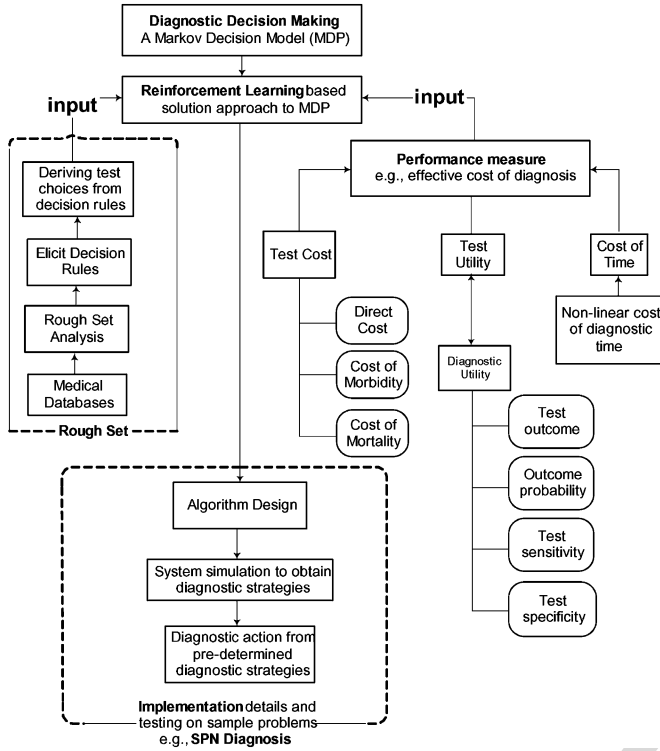 Diagnostic Decision Making
A Markov Decision Model (MDP)
Reinforcement Learning based
solution approach to MDP
input
input
Performance measure
e.g., effective cost of diagnosis
Deriving test
choices from
decision rules
Elicit Decision
Rules
Rough Set
Analysis
Medical
Databases
Rough Set
Test Cost
Direct
Cost
Cost of
Morbidity
Cost of
Mortality
Test
Utility
Diagnostic
Utility
Test
outcome
Outcome
probability
Test
sensitivity
Test
specificity
Cost of
Time
Non-linear cost
of diagnostic
time
Algorithm Design
System simulation to obtain
diagnostic strategies
Diagnostic action from
pre-determined
diagnostic strategies
Implementation details and
testing on sample problems
e.g., SPN Diagnosis